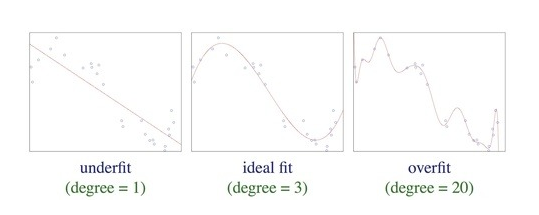 underfit
(degree = 1)
ideal fit
(degree = 3)
overfit
(degree = 20)